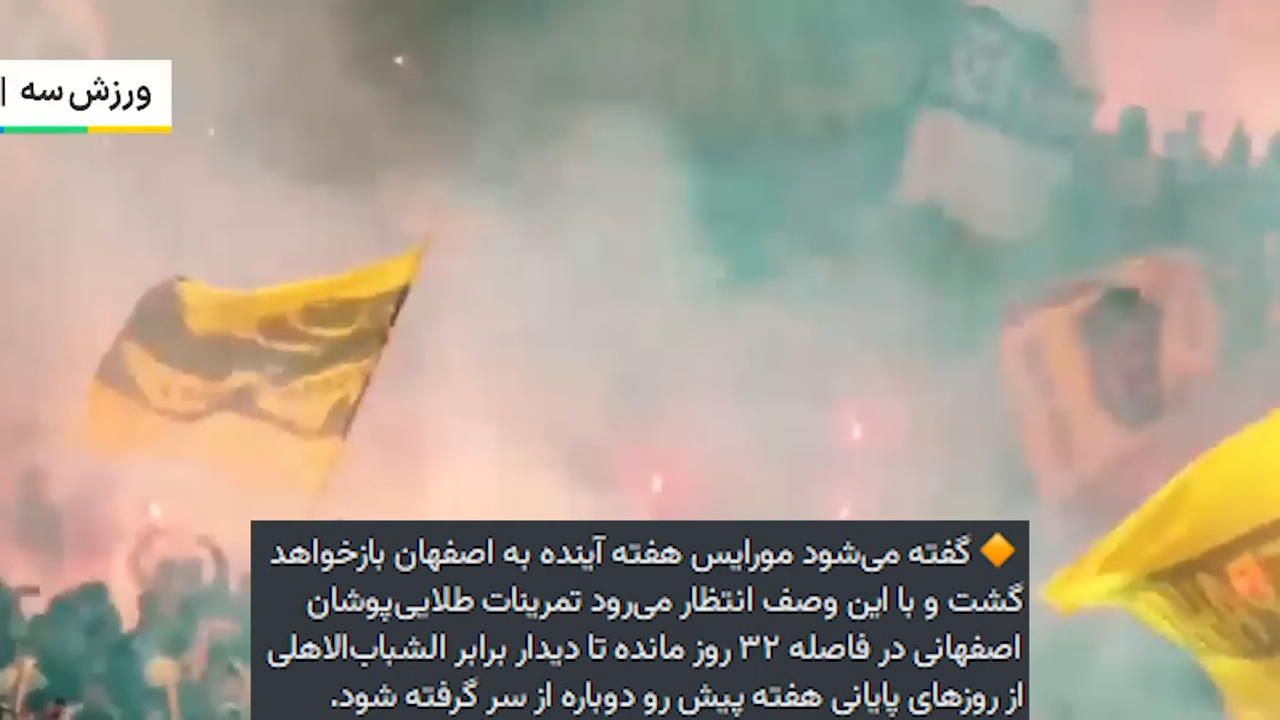 ورزش سه |
🔶 گفته می‌شود مورایس هفته آینده به اصفهان بازخواهد
گشت و با این وصف انتظار می‌رود تمرینات طلایی‌پوشان
اصفهانی در فاصله ۳۲ روز مانده تا دیدار برابر الشباب‌الاهلی
از روزهای پایانی هفته پیش رو دوباره از سر گرفته شود.